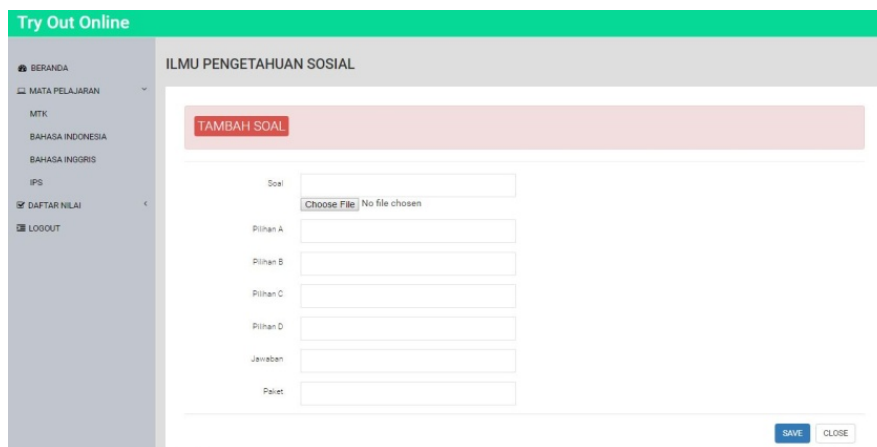 Try Out Online
BERANDA
MATA PELAJARAN
MTK
BAHASA INDONESIA
BAHASA INGGRIS
IPS
DAFTAR NILAI
LOGOUT
ILMU PENGETAHUAN SOSIAL
TAMBAH SOAL
Soal
Choose File No file chosen
Pilihan A
Pilihan B
Pilihan C
Pilihan D
Jawaban
Paket
SAVE CLOSE